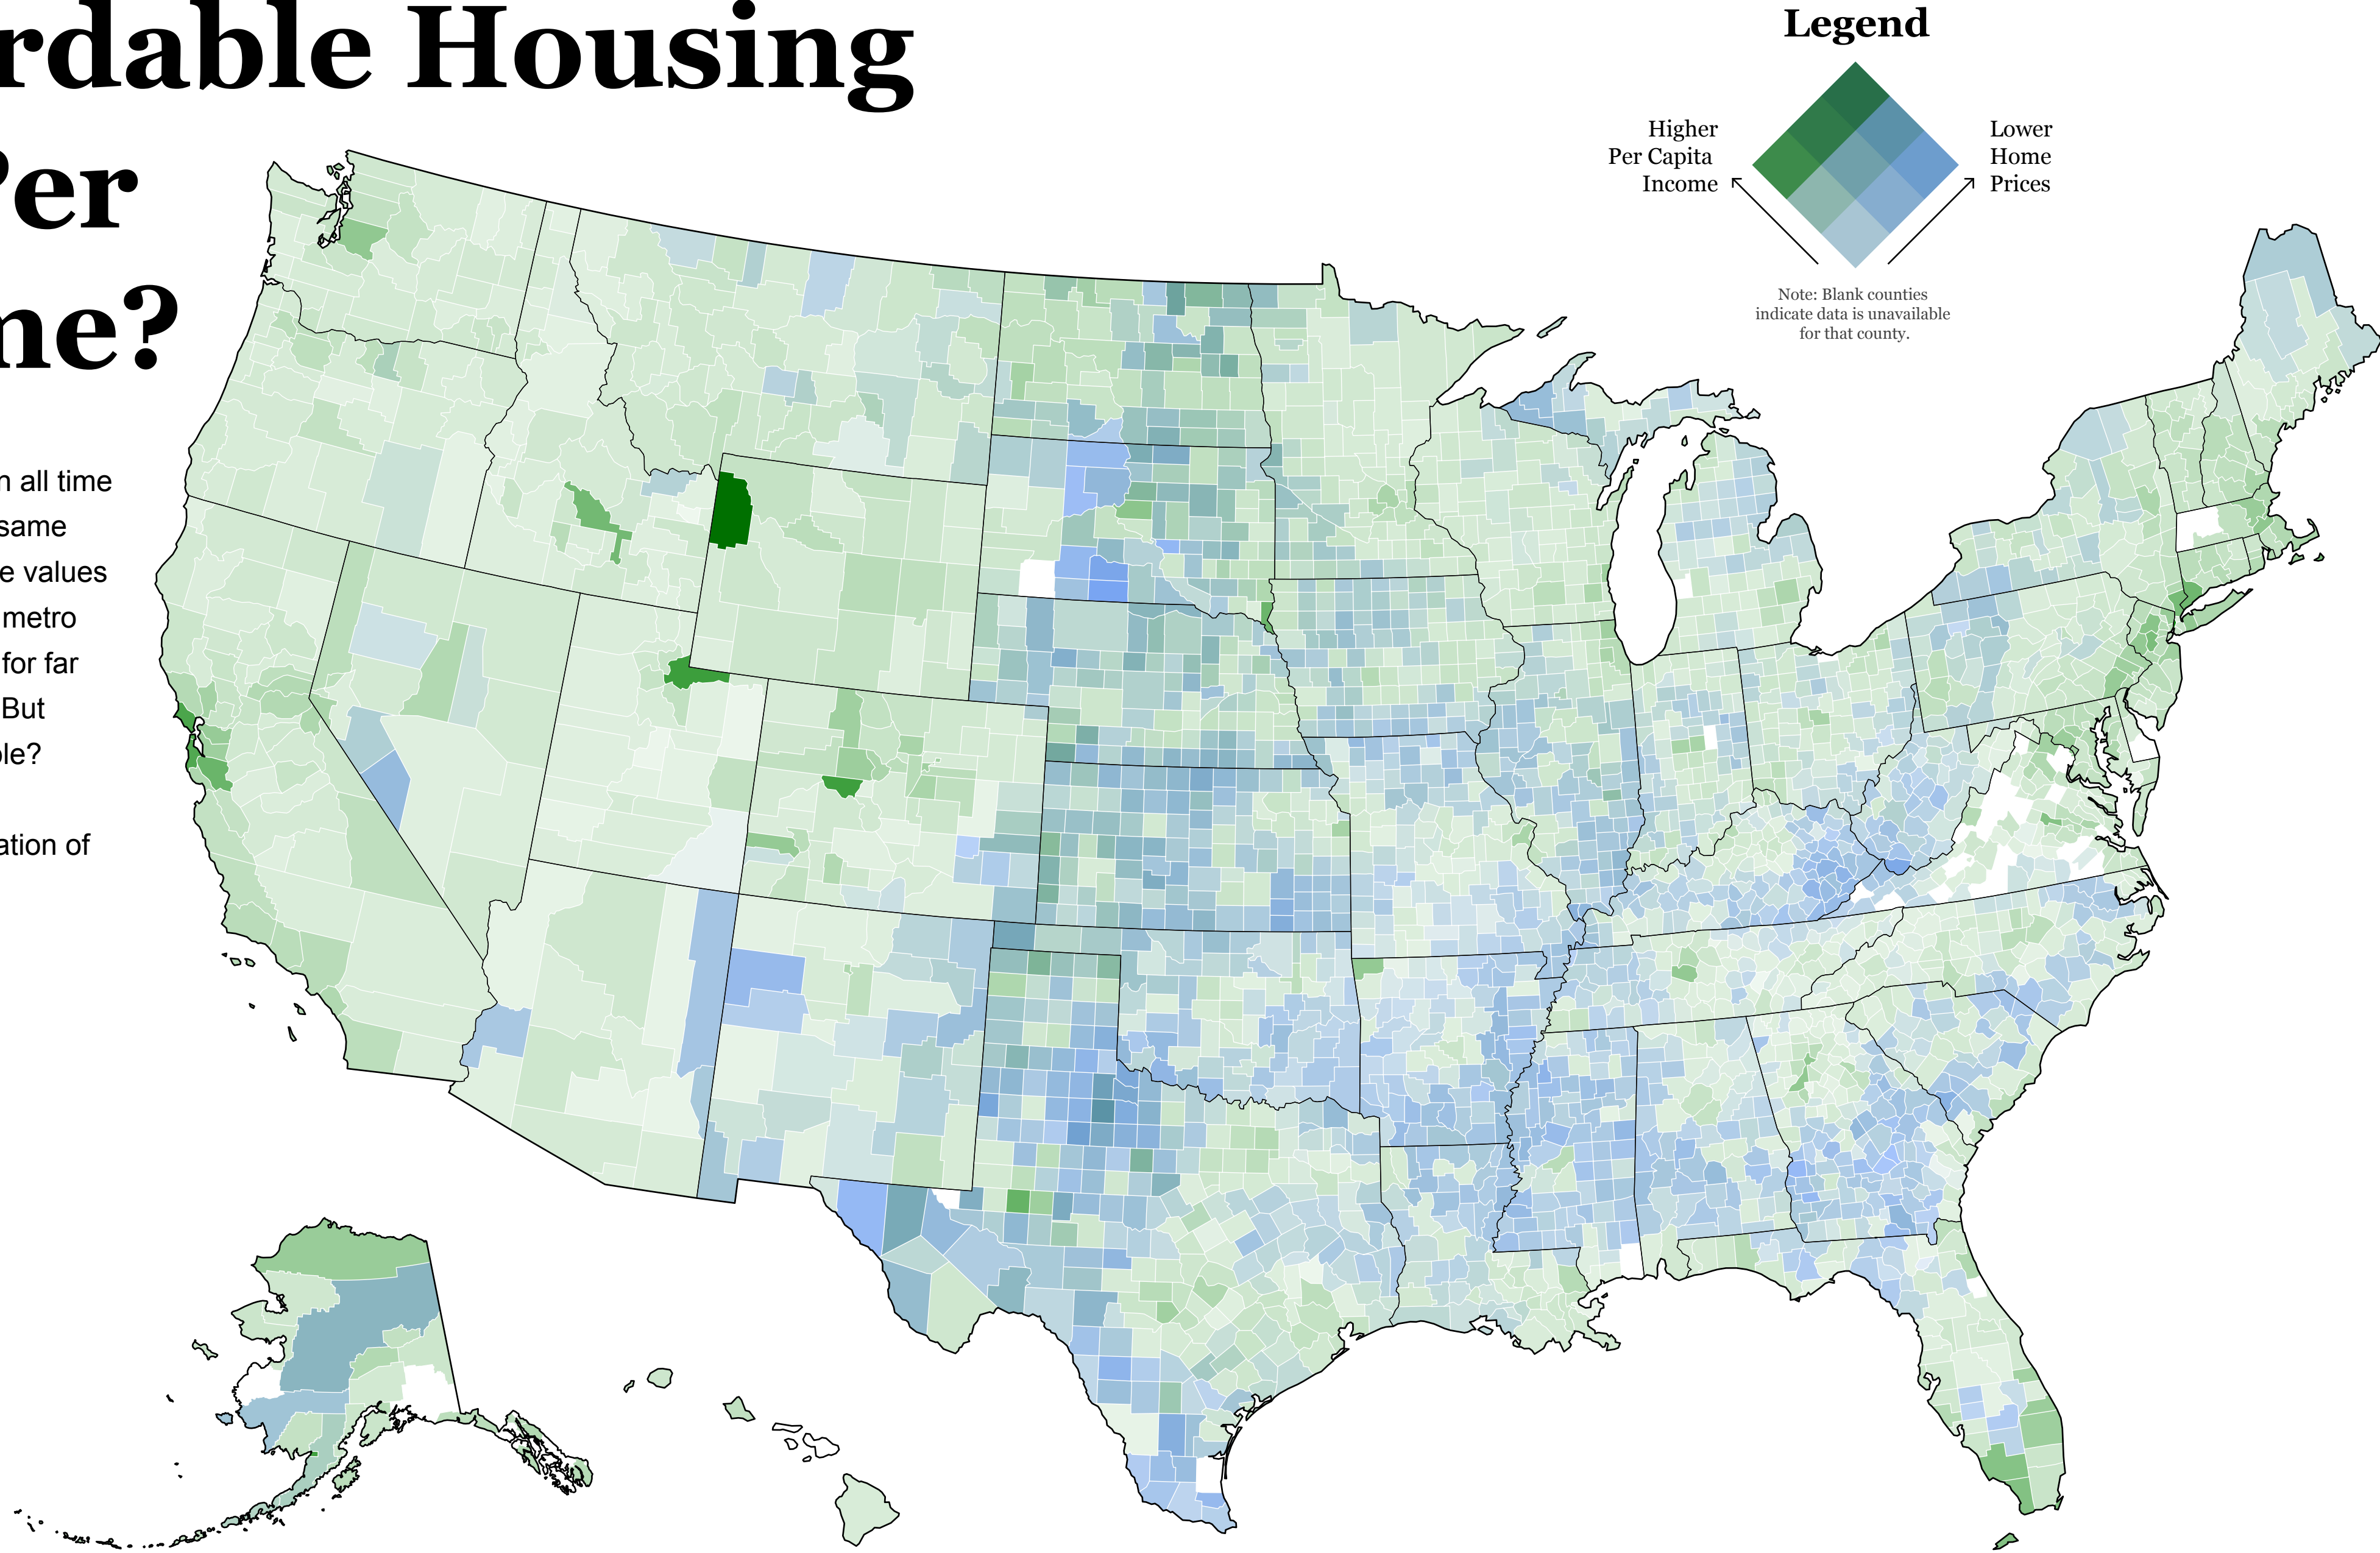 rdable Housing
Per
me?
n all time
same
e values
metro
for far
But
ole?
ation of
Legend
Higher
Per Capita
Income
Lower
Home
Prices
Note: Blank counties
indicate data is unavailable
for that county.